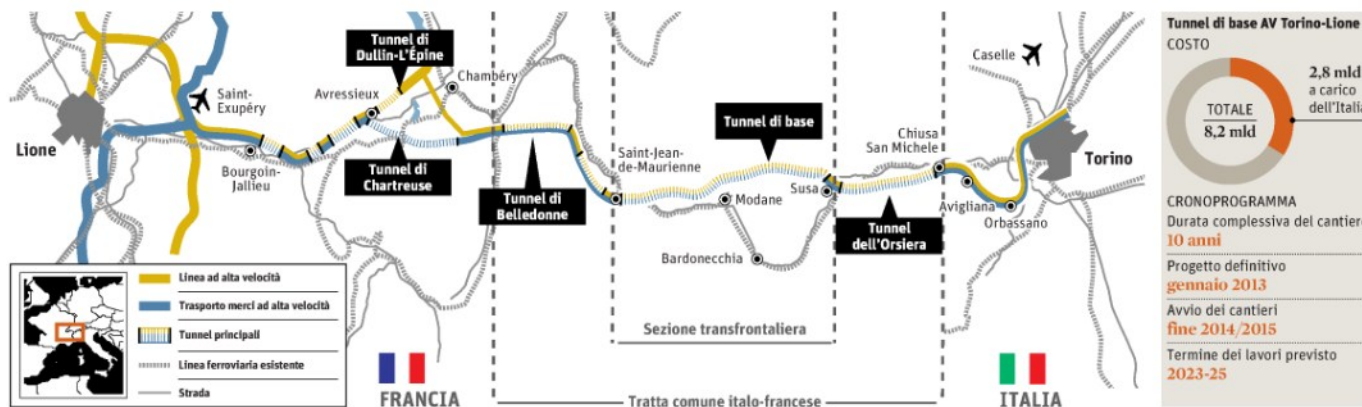 Tunnel di
Dullin-L'Épine
Chambéry
Saint-
Exupéry
Avressieux
Lione
Bourgoin-
Jallieu
Tunnel di
Chartreuse
Tunnel di
Belledonne
Saint-Jean-
de-Maurienne
Tunnel di base
Modane
Susa
Bardonecchia
Caselle
Chiusa
San Michele
Torino
Avigliana
Orbassano
Tunnel
dell'Orsiera
Linea ad alta velocità
Trasporto merci ad alta velocità
Tunnel principali
Linea ferroviaria esistente
Strada
FRANCIA
Sezione transfrontaliera
Tratta comune italo-francese
ITALIA
Tunnel di base AV Torino-Lione
COSTO
TOTALE
8,2 mld
2,8 mld
a carico
dell'Italia
CRONOPROGRAMMA
Durata complessiva del cantiere
10 anni
Progetto definitivo
gennaio 2013
Avvio dei cantieri
fine 2014/2015
Termine dei lavori previsto
2023-25